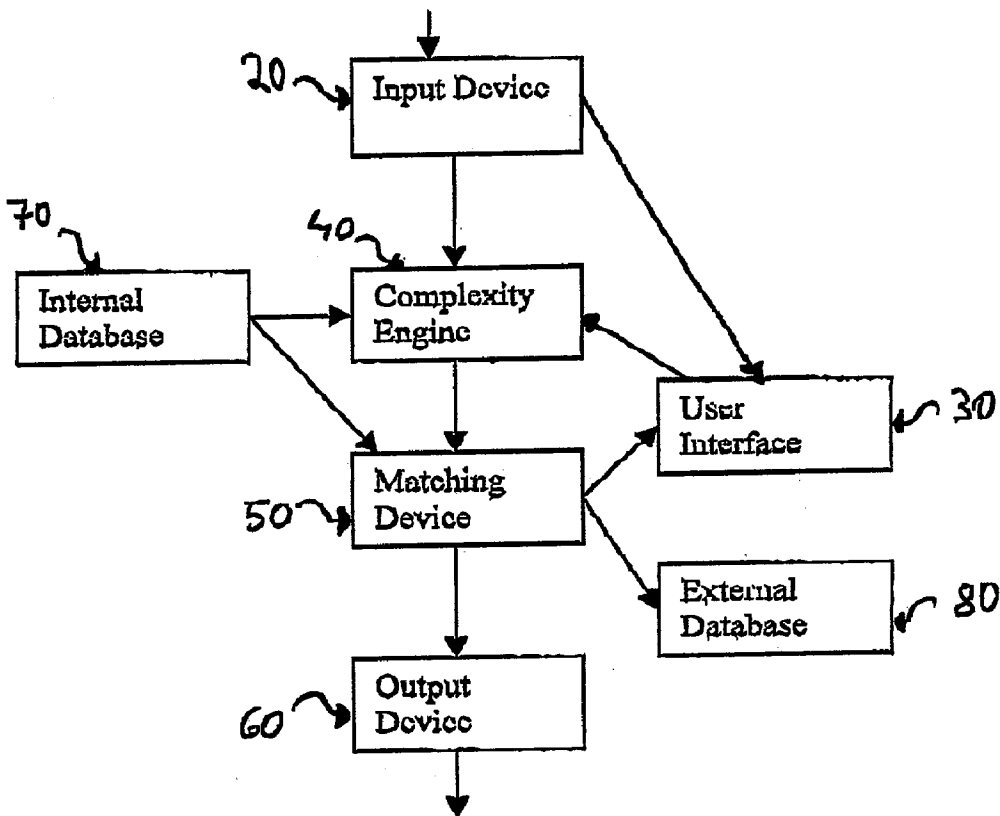 20
Input Device
70
40
Internal
Database
Complexity
Engine
User
Interface
30
Matching
Device
50
External
Database
80
Output
Device
60